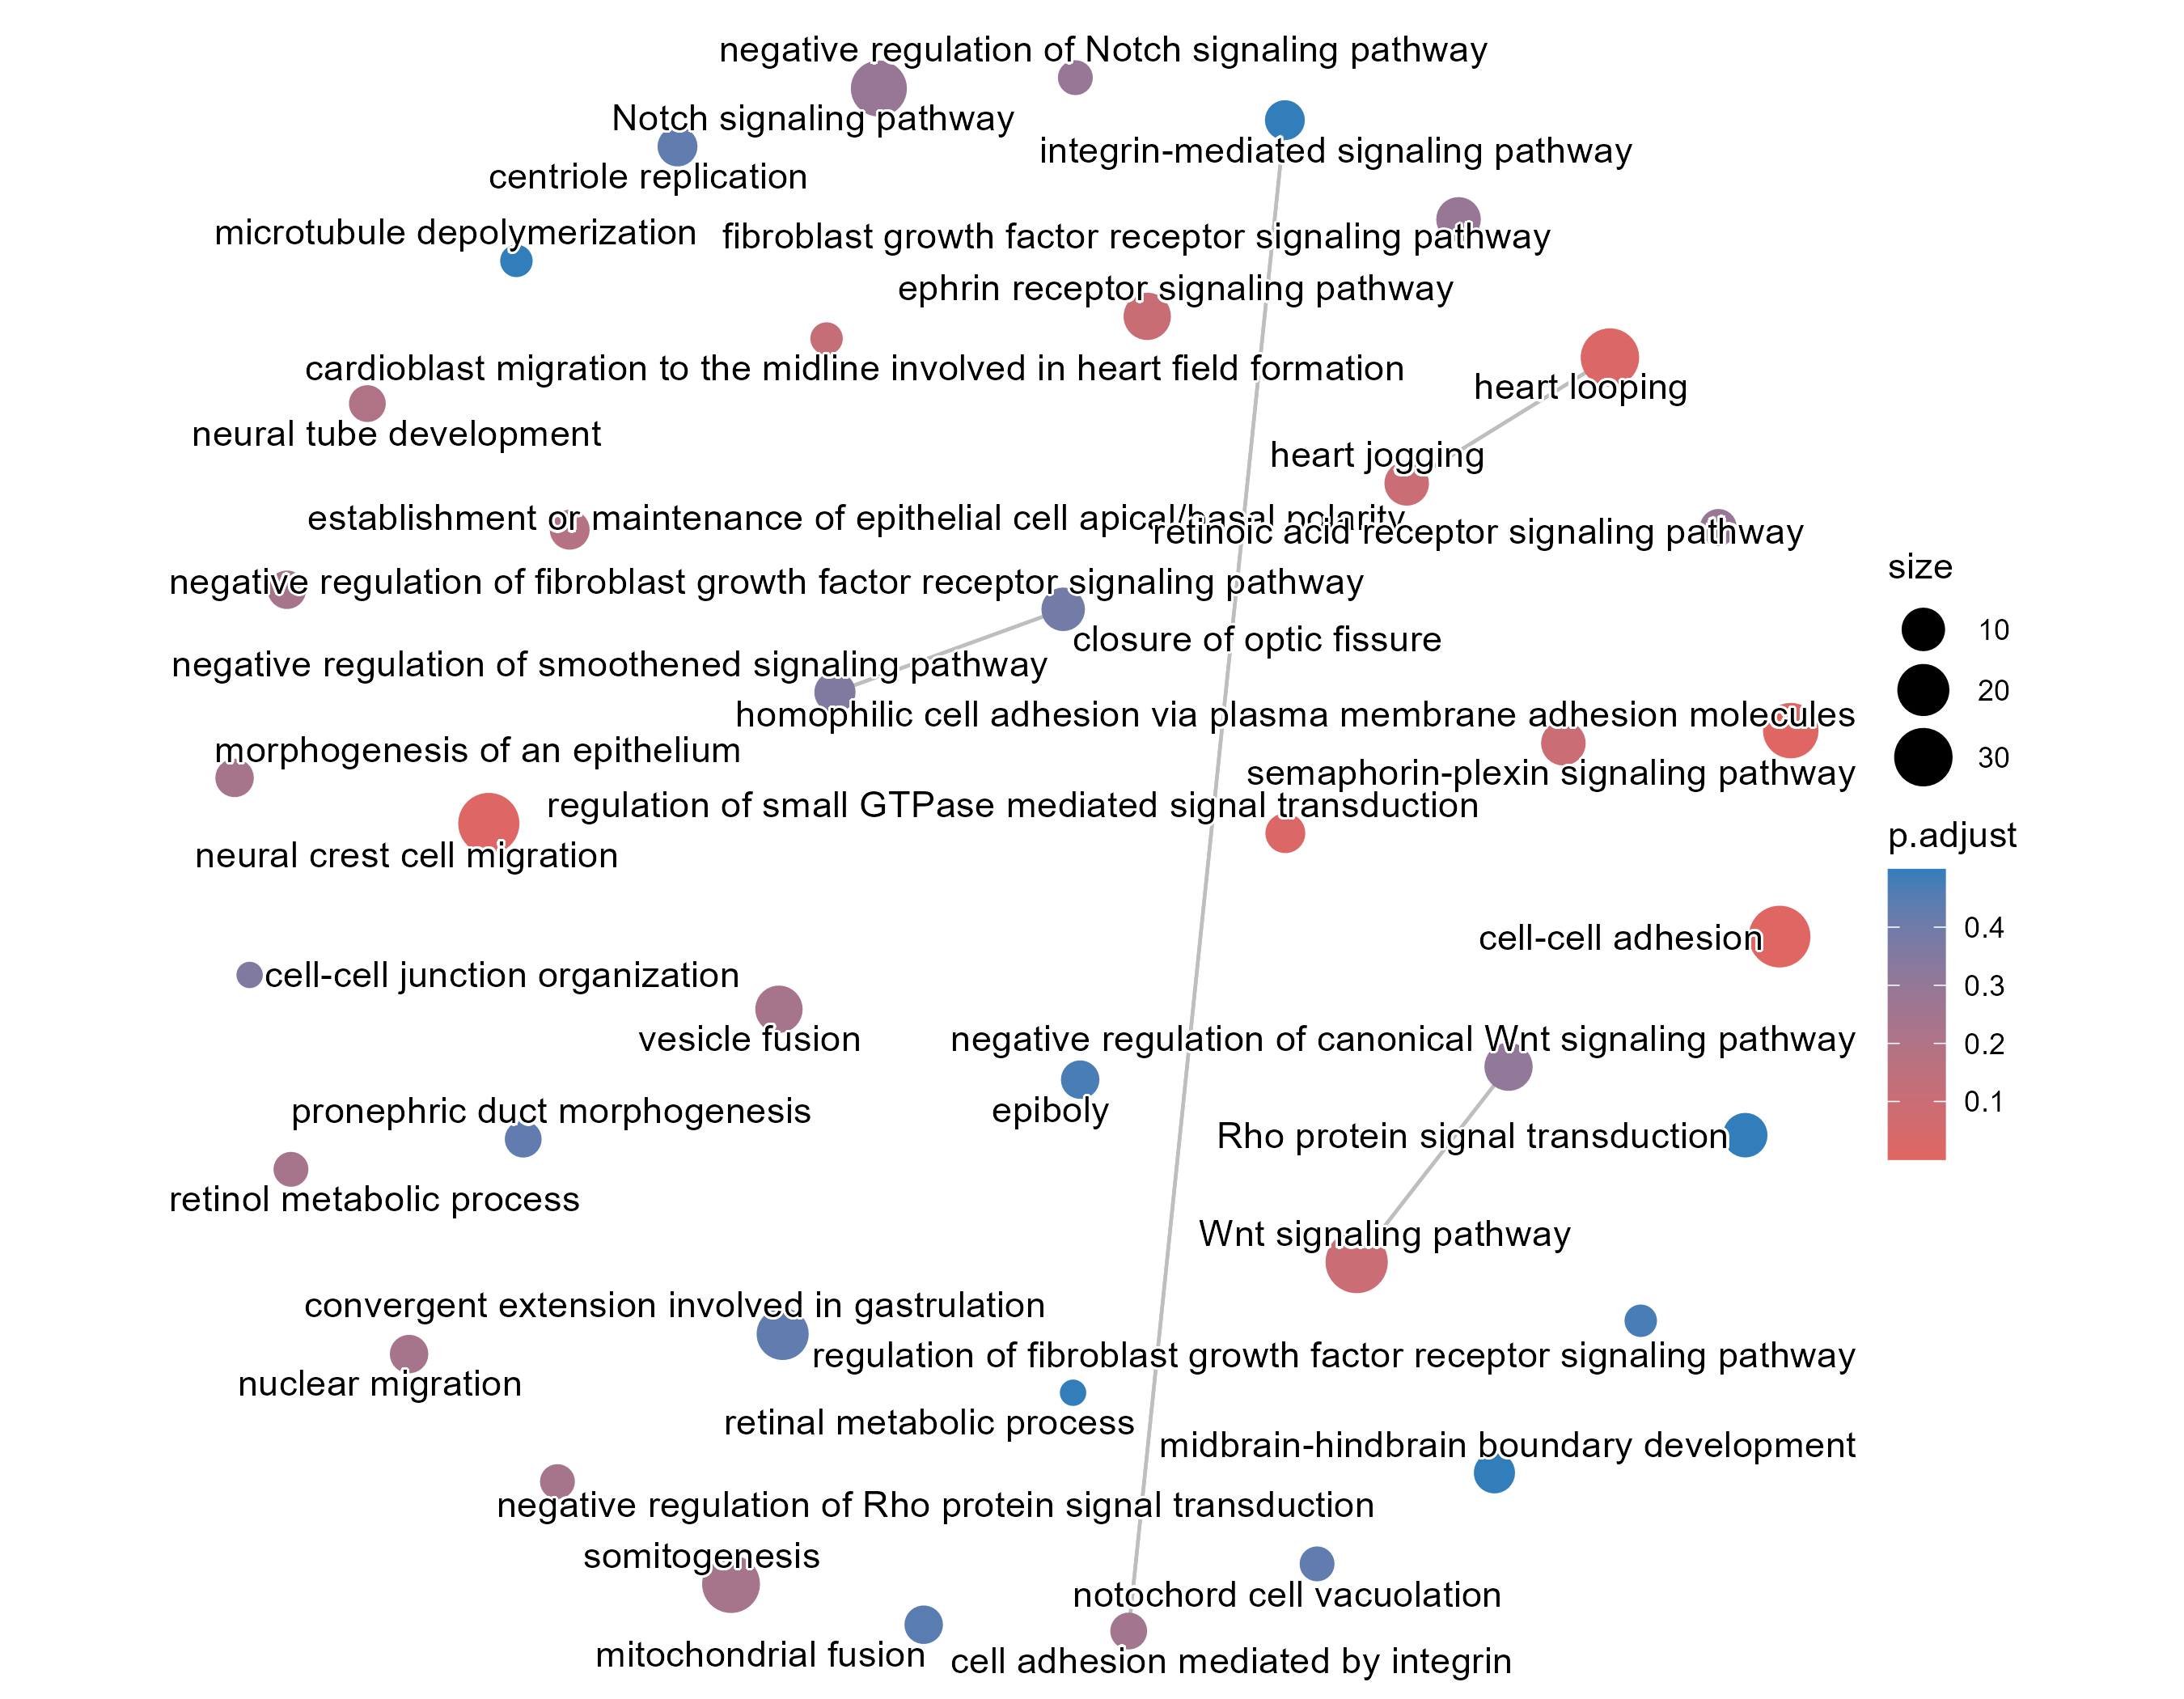 negative regulation of Notch signaling pathway
Notch signaling pathway
integrin-mediated signaling pathway
centriole replication
microtubule depolymerization
fibroblast growth factor receptor signaling pathway
ephrin receptor signaling pathway
cardioblast migration to the midline involved in heart field formation
heart looping
neural tube development
heart jogging
establishment or maintenance of epithelial cell apical/basal polarity
retinoic acid receptor signaling pathway
negative regulation of fibroblast growth factor receptor signaling pathway
closure of optic fissure
negative regulation of smoothened signaling pathway
homophilic cell adhesion via plasma membrane adhesion molecules
morphogenesis of an epithelium
semaphorin-plexin signaling pathway
regulation of small GTPase mediated signal transduction
neural crest cell migration
cell-cell adhesion
cell-cell junction organization
vesicle fusion
negative regulation of canonical Wnt signaling pathway
epiboly
pronephric duct morphogenesis
Rho protein signal transduction
retinol metabolic process
Wnt signaling pathway
convergent extension involved in gastrulation
regulation of fibroblast growth factor receptor signaling pathway
nuclear migration
retinal metabolic process
midbrain-hindbrain boundary development
negative regulation of Rho protein signal transduction
somitogenesis
notochord cell vacuolation
mitochondrial fusion
cell adhesion mediated by integrin
size
10
20
30
p.adjust
0.4
0.3
0.2
0.1